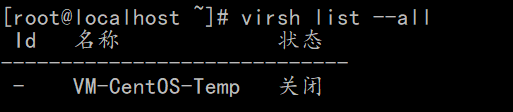 [root@localhost ~]# virsh list --all
 Id   名称             状态
-----------------------------
 -    VM-CentOS-Temp   关闭